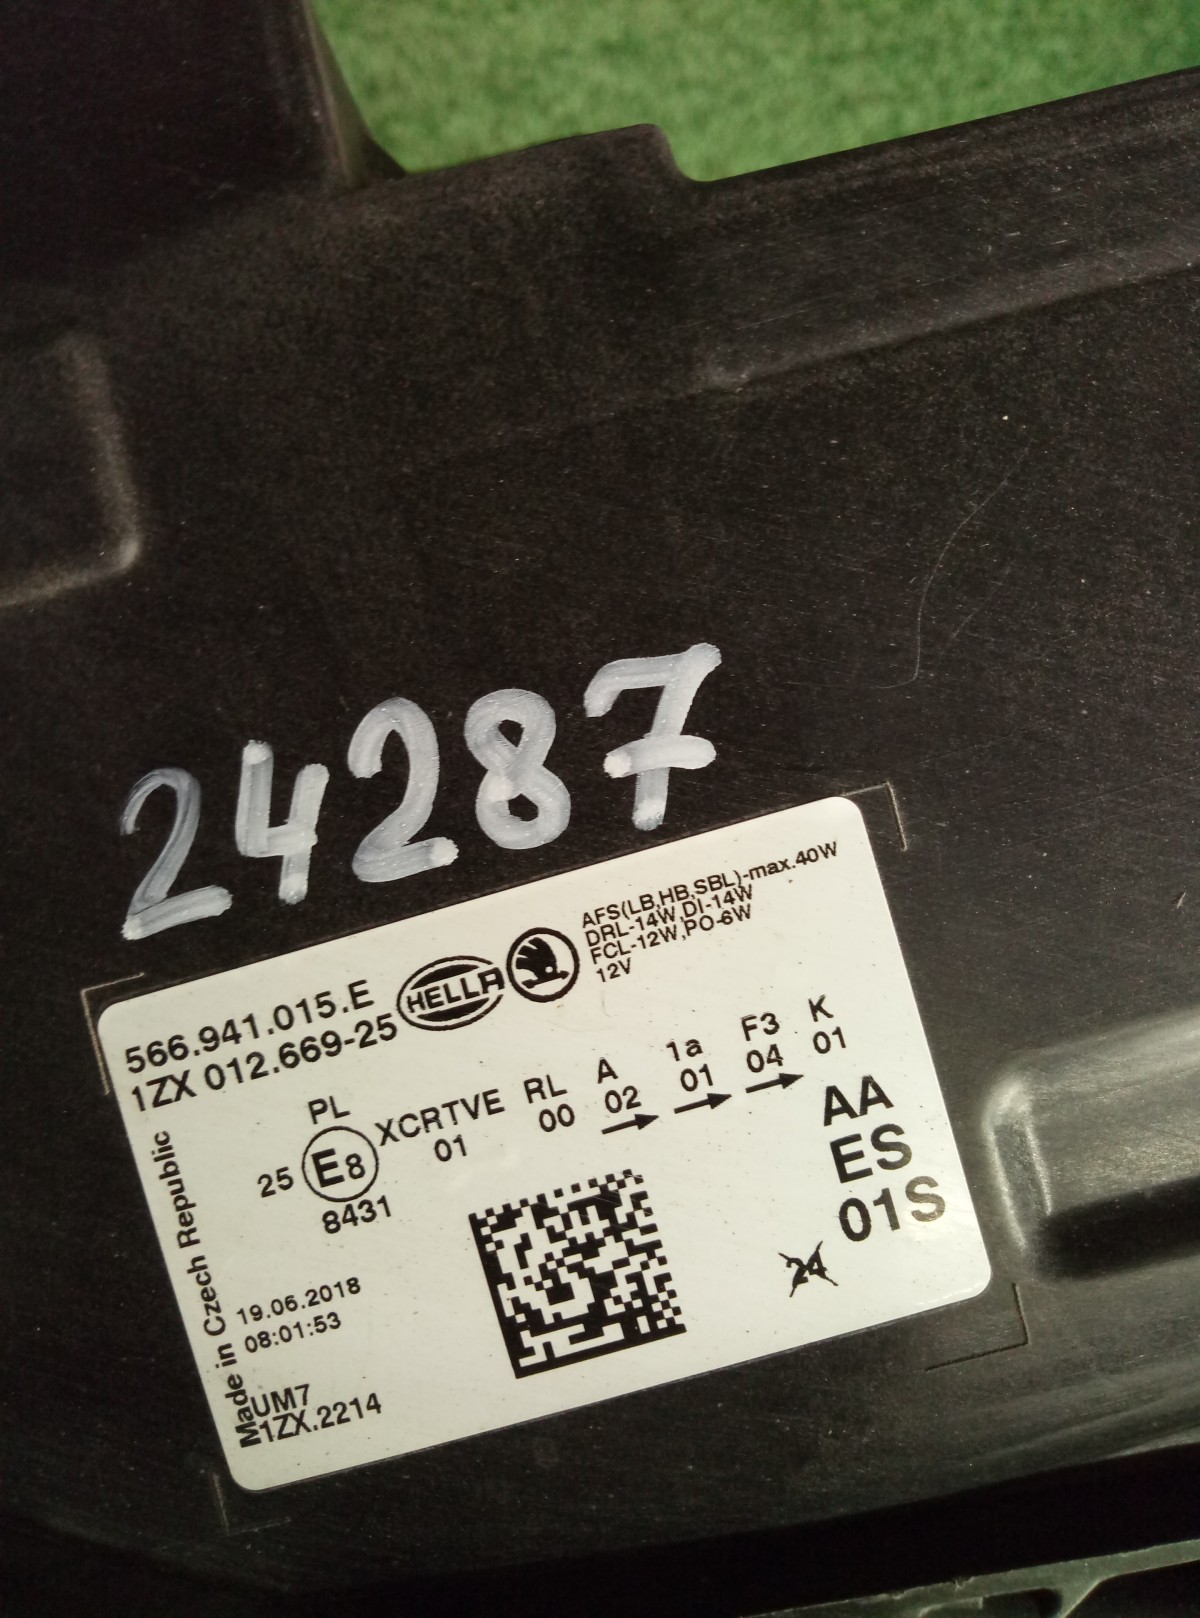 24287
566.941.015.E
1ZX 012.669-25
HELLA
AFS(LB,HB,SBL)-max.40W
DRL-14W,DI-14W
FCL-12W,PO-6W
12V
PL
25 E8 XCRTVE RL A 1a F3 K
01 00 02 01 04 01
8431
AA
ES
01S
24
Made in Czech Republic
19.06.2018
08:01:53
UM7
1ZX.2214